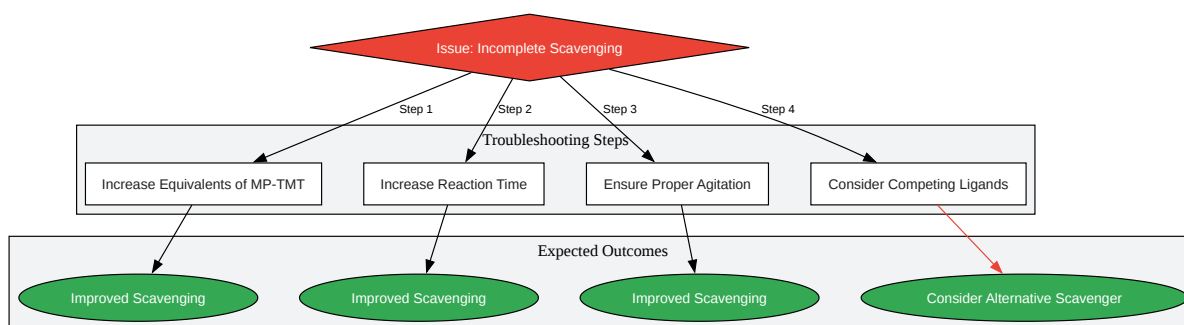 Issue: Incomplete Scavenging
Step 1
Step 2
Step 3
Step 4
Troubleshooting Steps
Increase Equivalents of MP-TMT
Increase Reaction Time
Ensure Proper Agitation
Consider Competing Ligands
Expected Outcomes
Improved Scavenging
Improved Scavenging
Improved Scavenging
Consider Alternative Scavenger